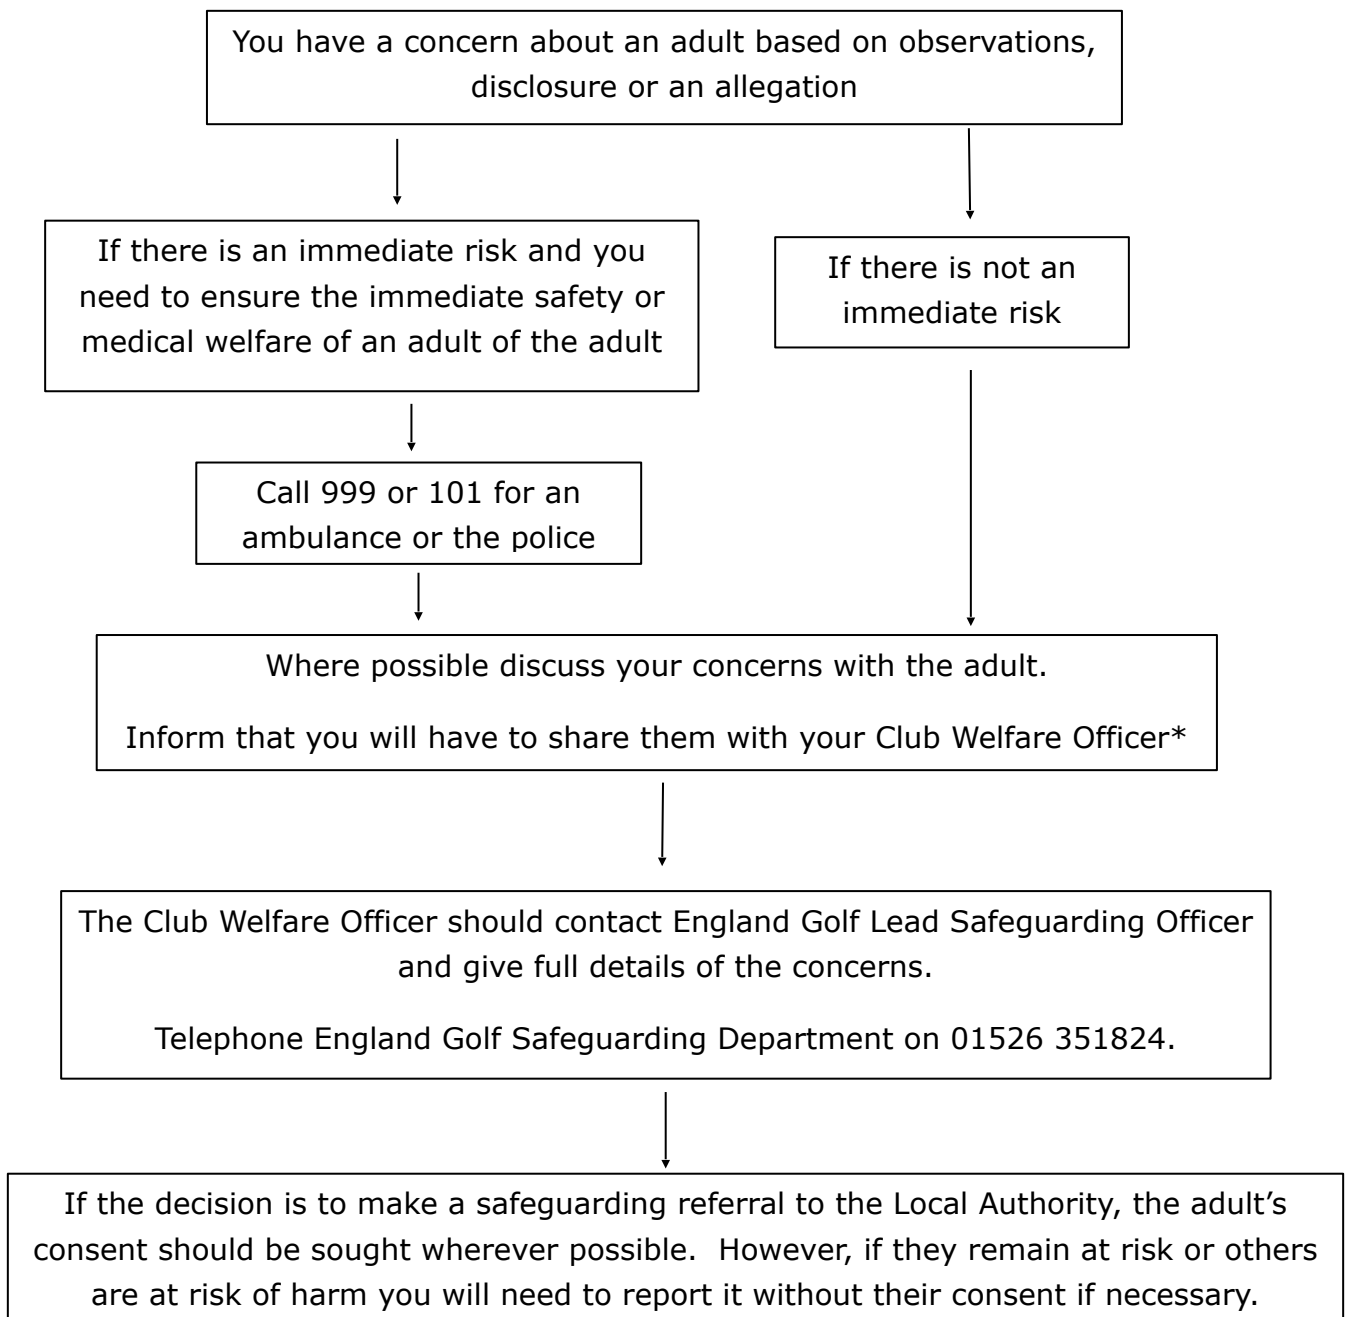 You have a concern about an adult based on observations,
disclosure or an allegation
If there is an immediate risk and you
need to ensure the immediate safety or
medical welfare of an adult of the adult
If there is not an
immediate risk
Call 999 or 101 for an
ambulance or the police
Where possible discuss your concerns with the adult.
Inform that you will have to share them with your Club Welfare Officer*
The Club Welfare Officer should contact England Golf Lead Safeguarding Officer
and give full details of the concerns.
Telephone England Golf Safeguarding Department on 01526 351824.
If the decision is to make a safeguarding referral to the Local Authority, the adult’s
consent should be sought wherever possible.  However, if they remain at risk or others
are at risk of harm you will need to report it without their consent if necessary.